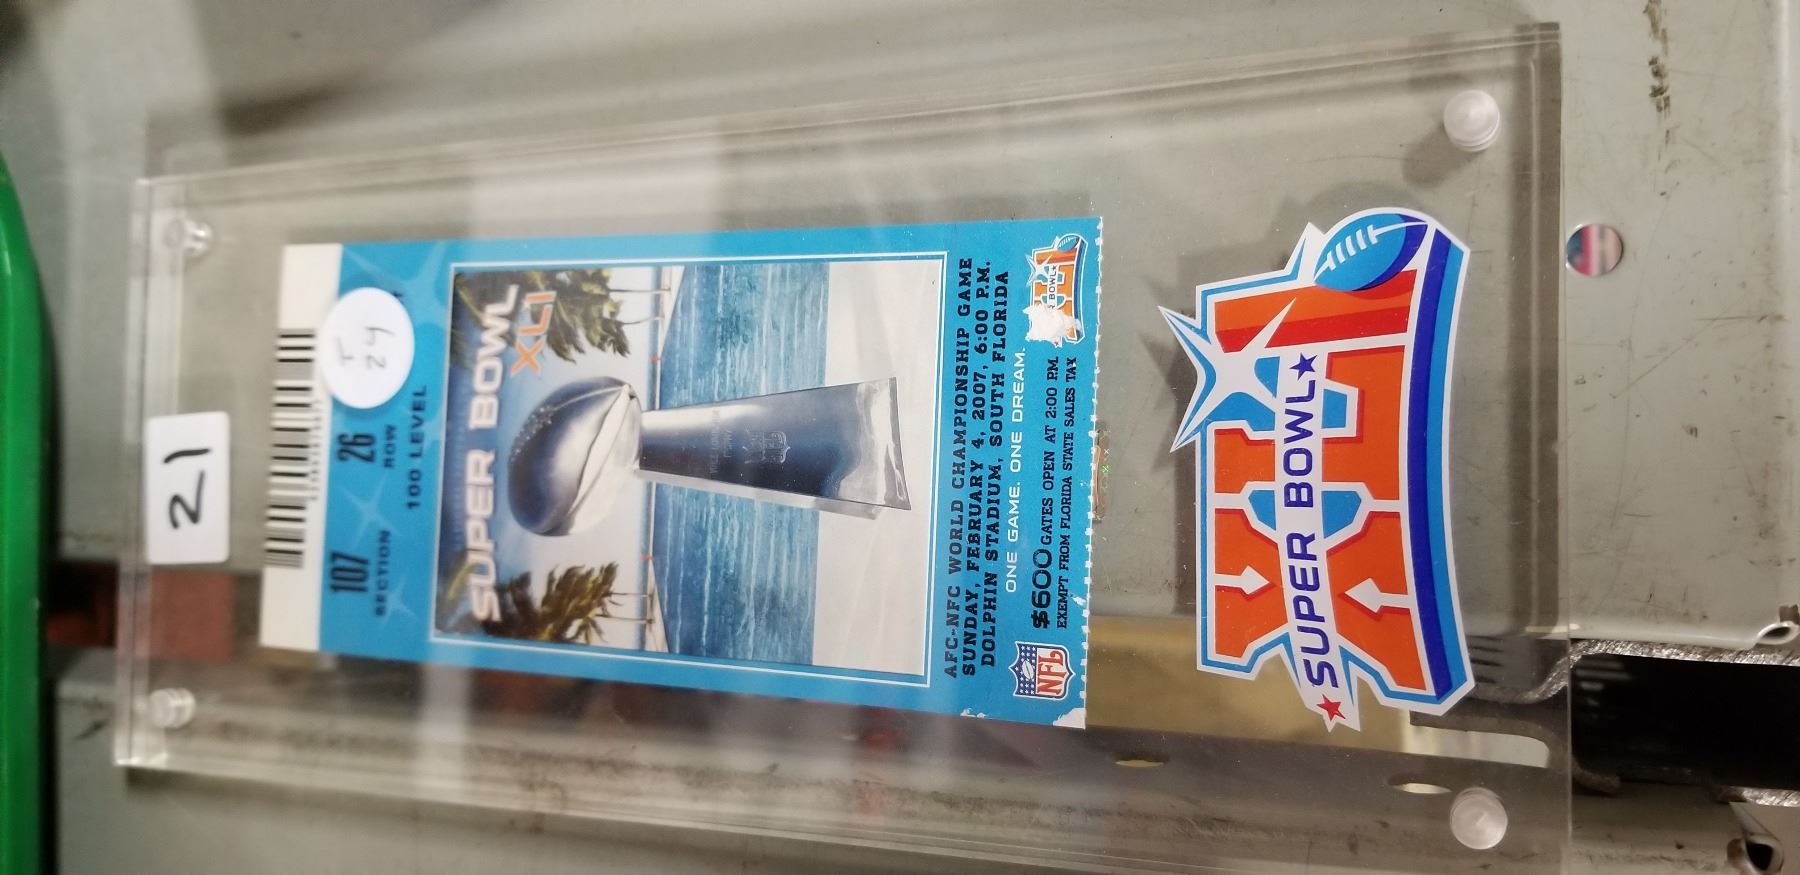 21
107
26
SECTION
ROW
T
24
100 LEVEL
SUPER BOWL
XLI
AFC-NFC WORLD CHAMPIONSHIP GAME
SUNDAY, FEBRUARY 4, 2007, 6:00 P.M.
DOLPHIN STADIUM, SOUTH FLORIDA
ONE GAME. ONE DREAM.
NFL
$600 GATES OPEN AT 2:00 P.M.
EXEMPT FROM FLORIDA STATE SALES TAX
BOWL
XLI
SUPER BOWL